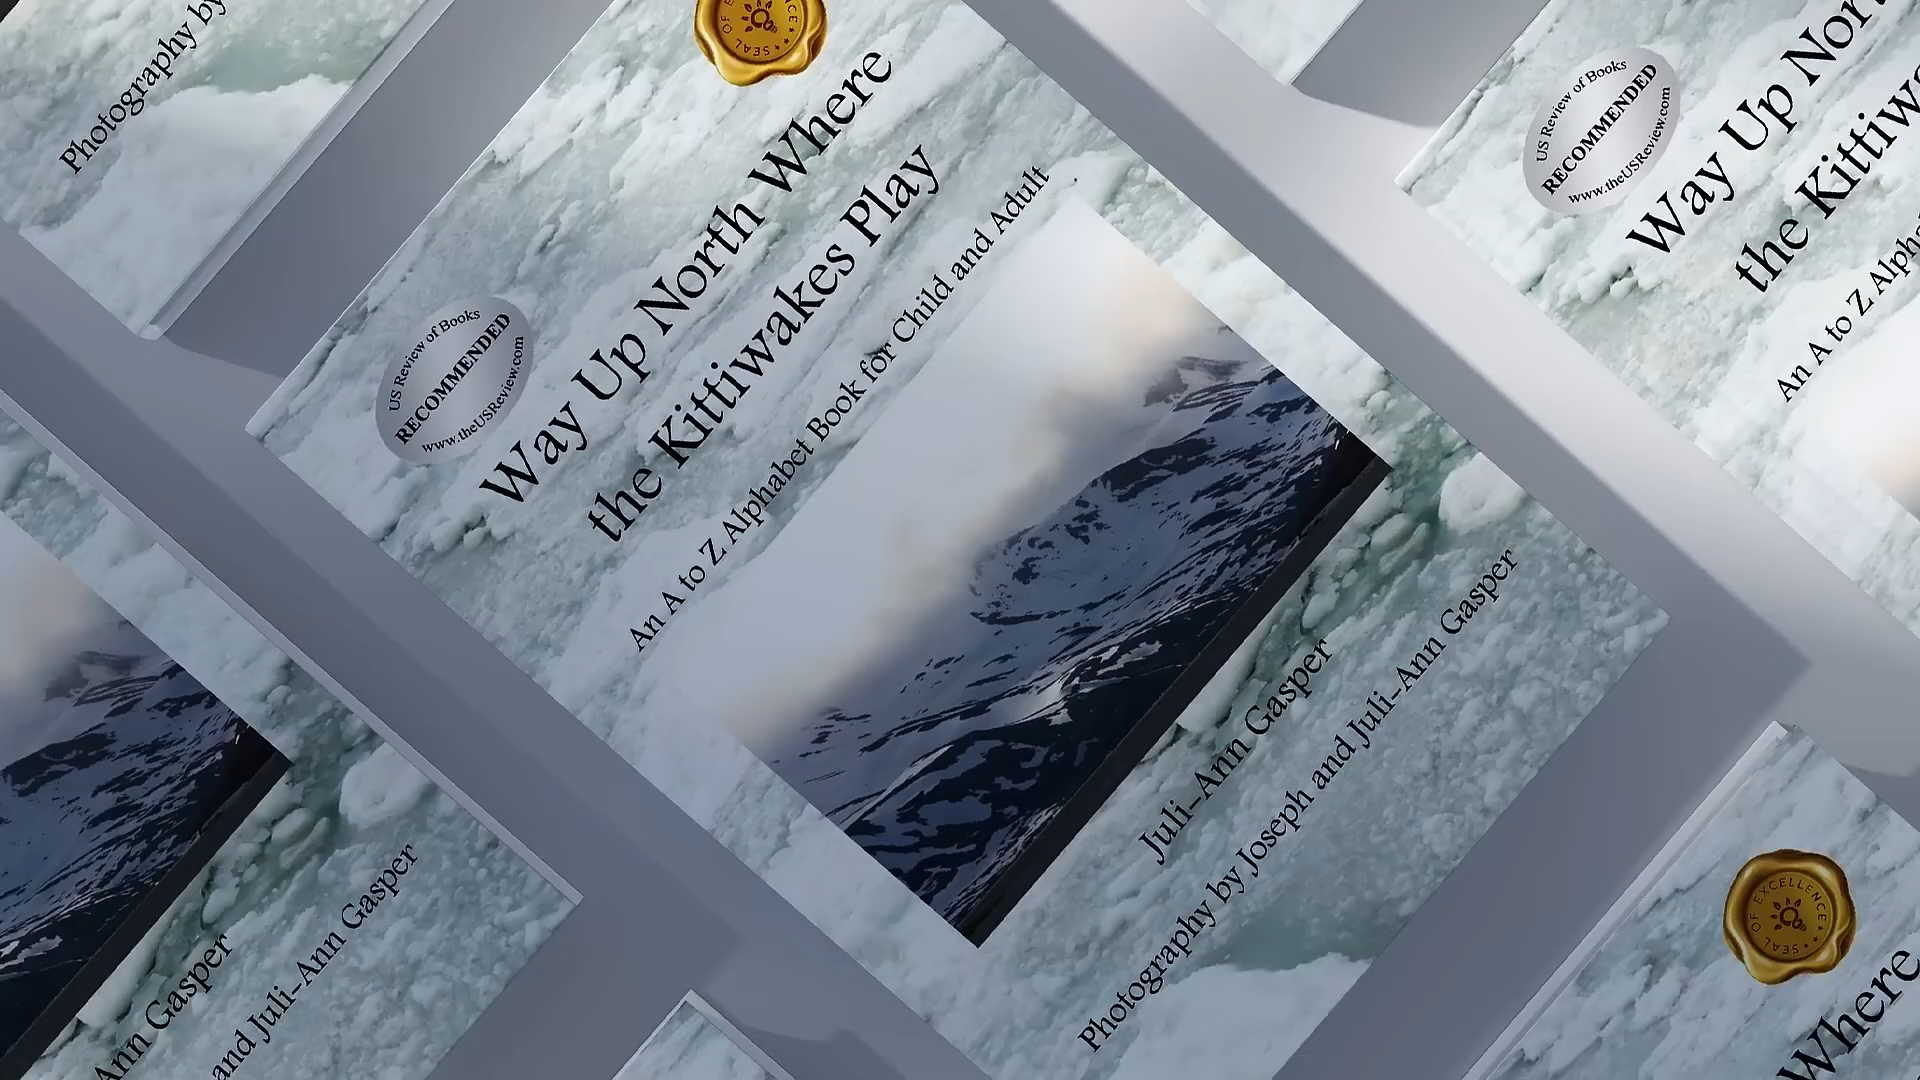 Photography by
SEAL OF EXCELLENCE
Way Up North Where
the Kittiwakes Play
An A to Z Alphabet Book for Child and Adult
US Review of Books
RECOMMENDED
www.theUSReview.com
Juli-Ann Gasper
Photography by Joseph and Juli-Ann Gasper
US Review of Books
RECOMMENDED
www.theUSReview.com
Way Up Nor
the Kittiwa
An A to Z Alpha
Ann Gasper
and Juli-Ann Gasper
SEAL OF EXCELLENCE
Where